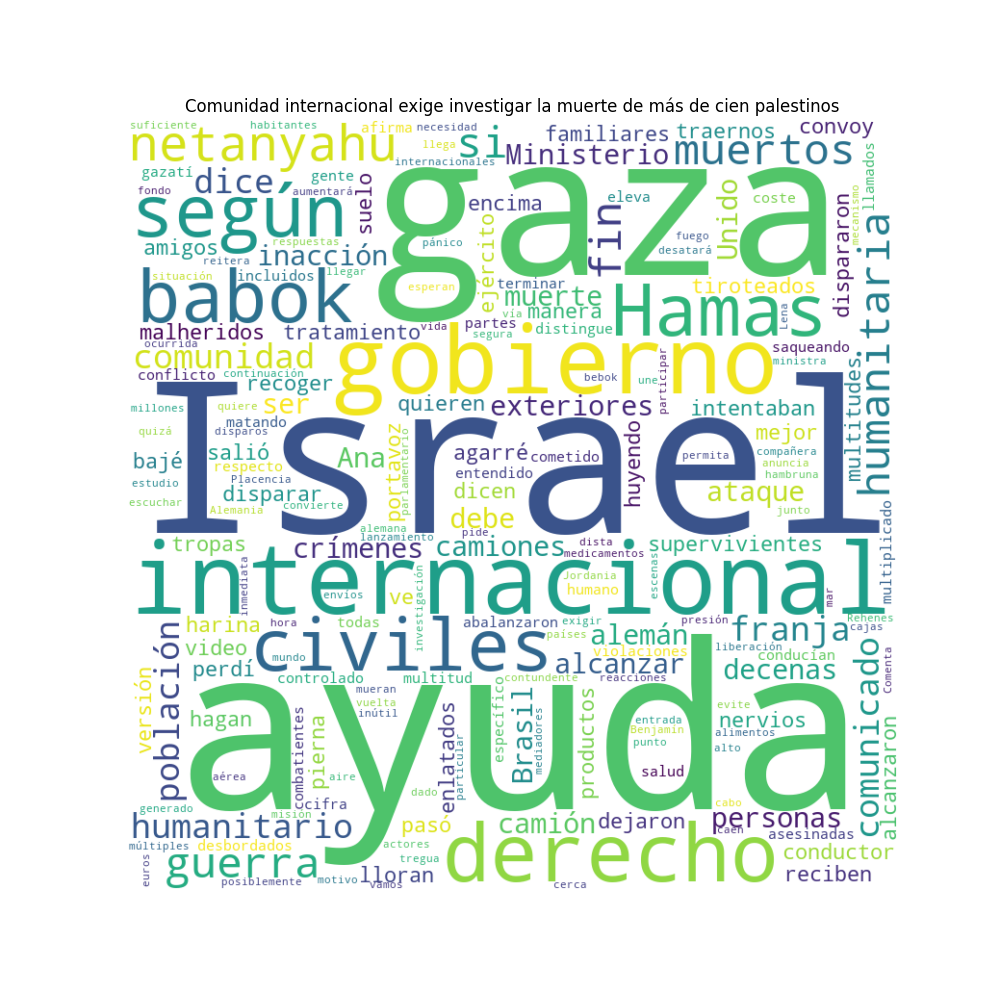 Comunidad internacional exige investigar la muerte de más de cien palestinos
suficiente
habitantes
afirma
necesidad
llega
si
familiares
traernos
convoy
netanyahu
internacionales
Ministerio
muertos
llamados
gazatí
dice
gente
fondo
aumentará
suelo
gaza
según
encima
eleva
Unido
coste
mecanismo
dispararon
humanitaria
amigos
respuestas
inacción
reitera
pánico
ejército
fin
fuego
desatará
situación
incluidos
llegar
esperan
terminar
tiroteados
babok
muerte
manera
Hamas
Lena
malheridos
tratamiento
vida
partes
vía
distingue
segura
ocurrida
saqueando
comunidad
gobierno
ministra
conflicto
continuación
recoger
bebok
une
participar
multitudes
millones
quiere
ser
quieren
exteriores
intentaban
matando
quizá
disparos
salió
Ana
portavoz
parlamentario
agarré
cometido
huyendo
permita
mejor
compañera
bajé
respecto
entendido
anuncia
estudio
Placencia
hambruna
Israel
escuchar
disparar
dicen
ataque
Alemania
convierte
debe
junto
multiplicado
alemana
lanzamiento
pide
tropas
crímenes
camiones
dista
medicamentos
supervivientes
internacional
inmediata
envíos
ve
investigación
Jordania
humano
escenas
mar
harina
hora
todas
abalanzaron
exigir
presión
Rehenes
cajas
video
civiles
países
alemán
franja
población
mundo
violaciones
liberación
perdí
controlado
multitud
contundente
reacciones
alcanzar
conducían
decenas
Comenta
versión
mueran
vuelta
inútil
específico
evite
hagan
pierna
combatientes
enlatados
Brasil
mediadores
productos
entrada
Benjamin
nervios
comunicado
alcanzaron
punto
alimentos
alto
aérea
aire
particular
salud
ayuda
dado
generado
misión
cifra
cabo
humanitario
pasó
camión
dejaron
personas
caen
asesinadas
múltiples
desbordados
actores
derecho
conductor
tregua
guerra
euros
posiblemente
motivo
lloran
vamos
cerca
reciben